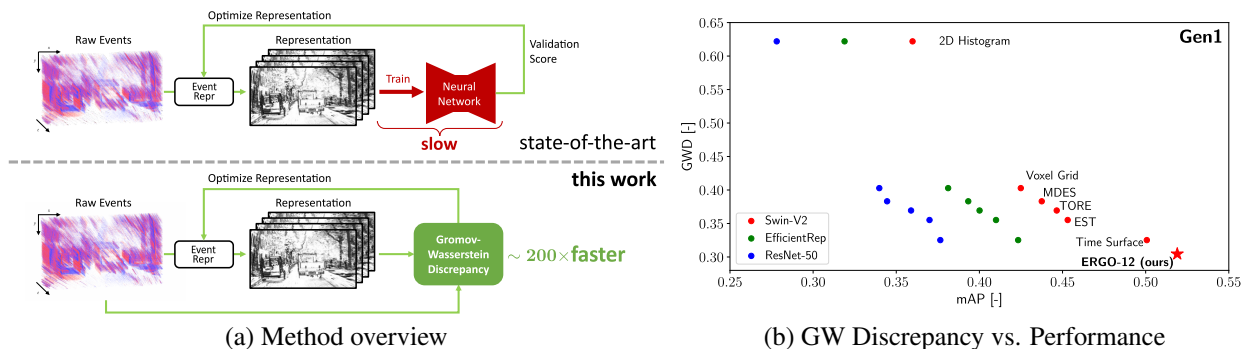 Optimize Representation
Raw Events
Representation
Validation
Score
Event
Repr
Train
Neural
Network
slow
state-of-the-art
this work
Optimize Representation
Raw Events
Representation
Event
Repr
Gromov-
Wasserstein
Discrepancy
~ 200×faster
(a) Method overview
Gen1
GWD [-]
0.65
0.60
0.55
0.50
0.45
0.40
0.35
0.30
2D Histogram
Voxel Grid
MDES
TORE
EST
Time Surface
ERGO-12 (ours)
Swin-V2
EfficientRep
ResNet-50
0.25
0.30
0.35
0.40
0.45
0.50
0.55
mAP [-]
(b) GW Discrepancy vs. Performance